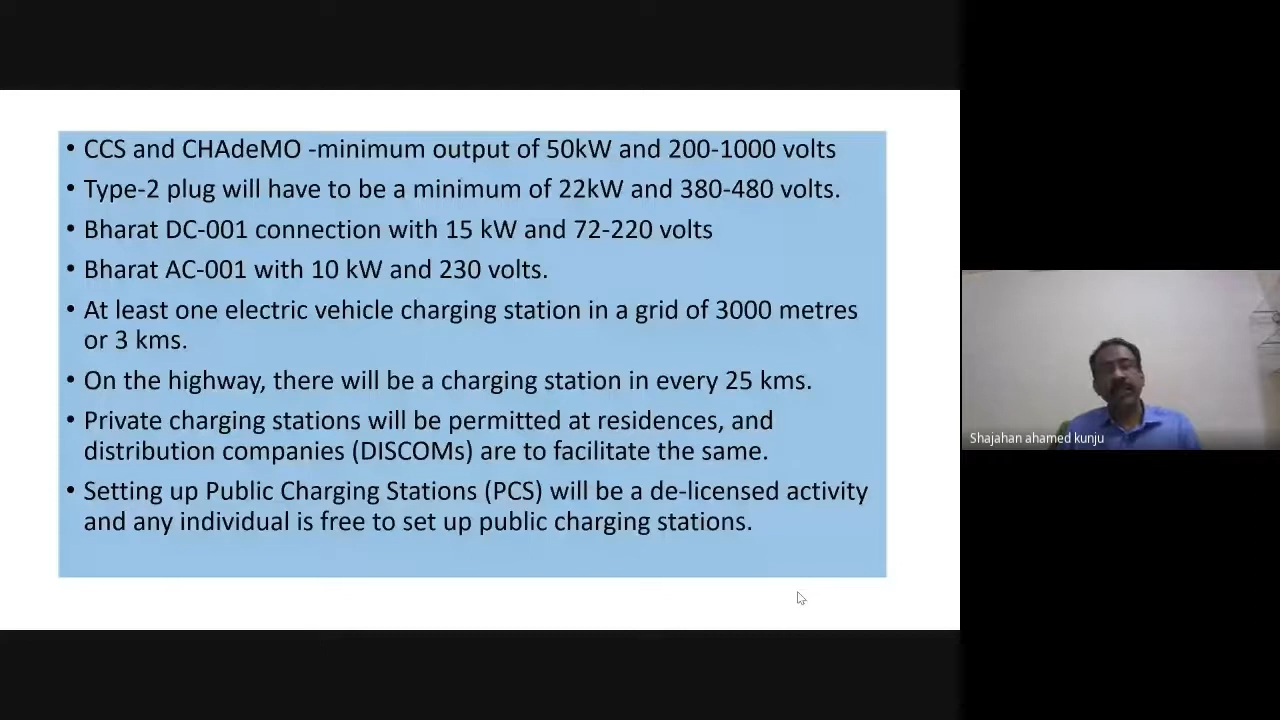 • CCS and CHAdeMO -minimum output of 50kW and 200-1000 volts
• Type-2 plug will have to be a minimum of 22kW and 380-480 volts.
• Bharat DC-001 connection with 15 kW and 72-220 volts
• Bharat AC-001 with 10 kW and 230 volts.
• At least one electric vehicle charging station in a grid of 3000 metres
or 3 kms.
• On the highway, there will be a charging station in every 25 kms.
• Private charging stations will be permitted at residences, and
distribution companies (DISCOMs) are to facilitate the same.
• Setting up Public Charging Stations (PCS) will be a de-licensed activity
and any individual is free to set up public charging stations.
Shajahan ahamed kunju